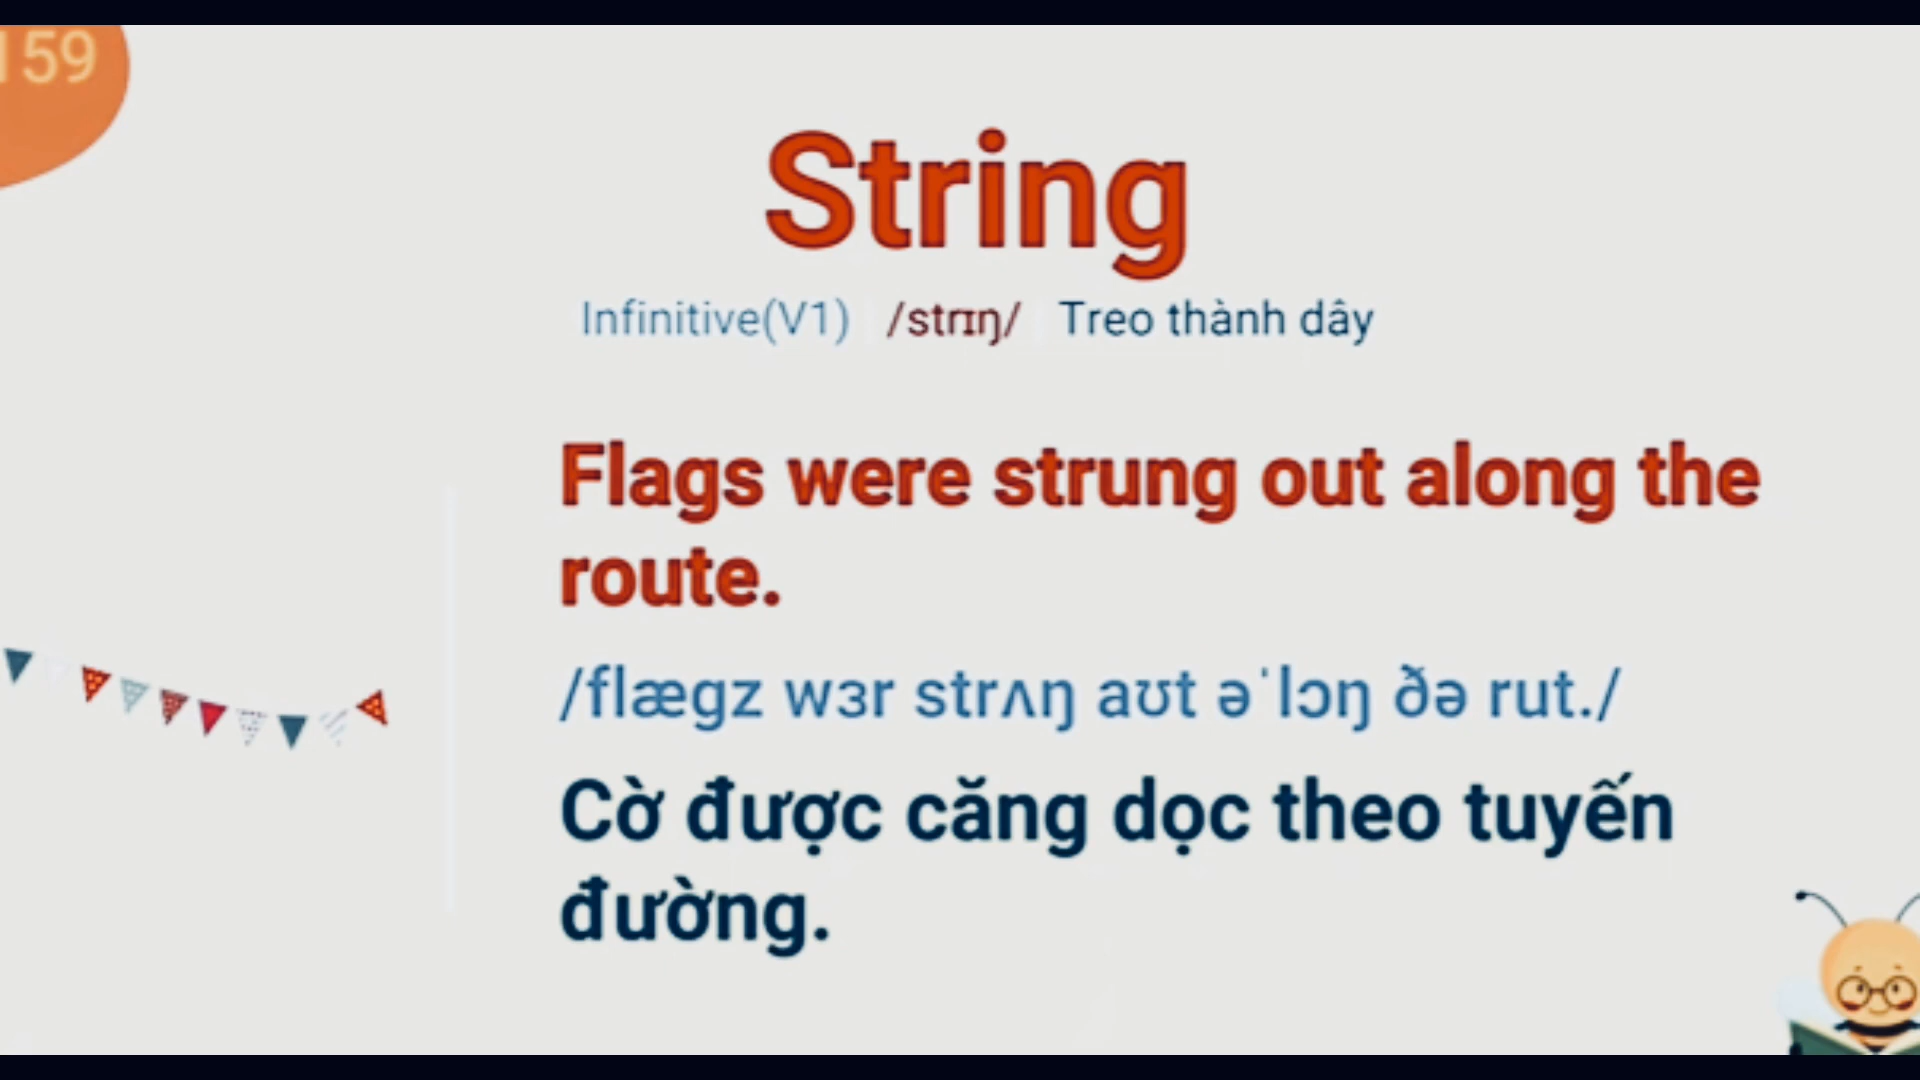 159
String
Infinitive(V1) /strɪŋ/ Treo thành dây
Flags were strung out along the
route.
/flægz wɜr strʌŋ aʊt əˈlɔŋ ðə rut./
Cờ được căng dọc theo tuyến
đường.